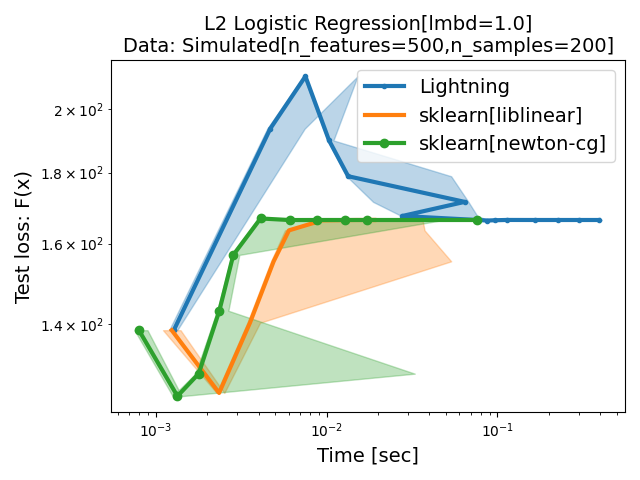 L2 Logistic Regression[lmbd=1.0]
Data: Simulated[n_features=500,n_samples=200]
Test loss: F(x)
2 × 10²
1.8 × 10²
1.6 × 10²
1.4 × 10²
Lightning
sklearn[liblinear]
sklearn[newton-cg]
10⁻³
10⁻²
10⁻¹
Time [sec]